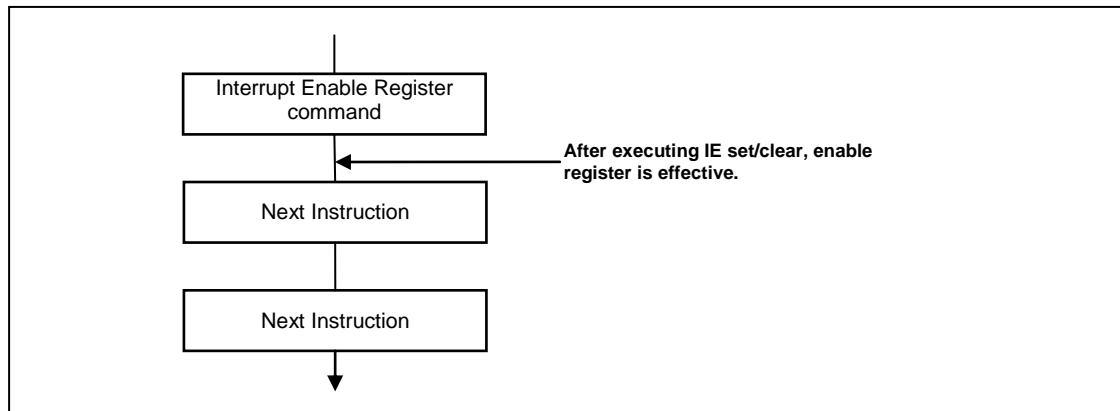 Interrupt Enable Register
command
After executing IE set/clear, enable
register is effective.
Next Instruction
Next Instruction